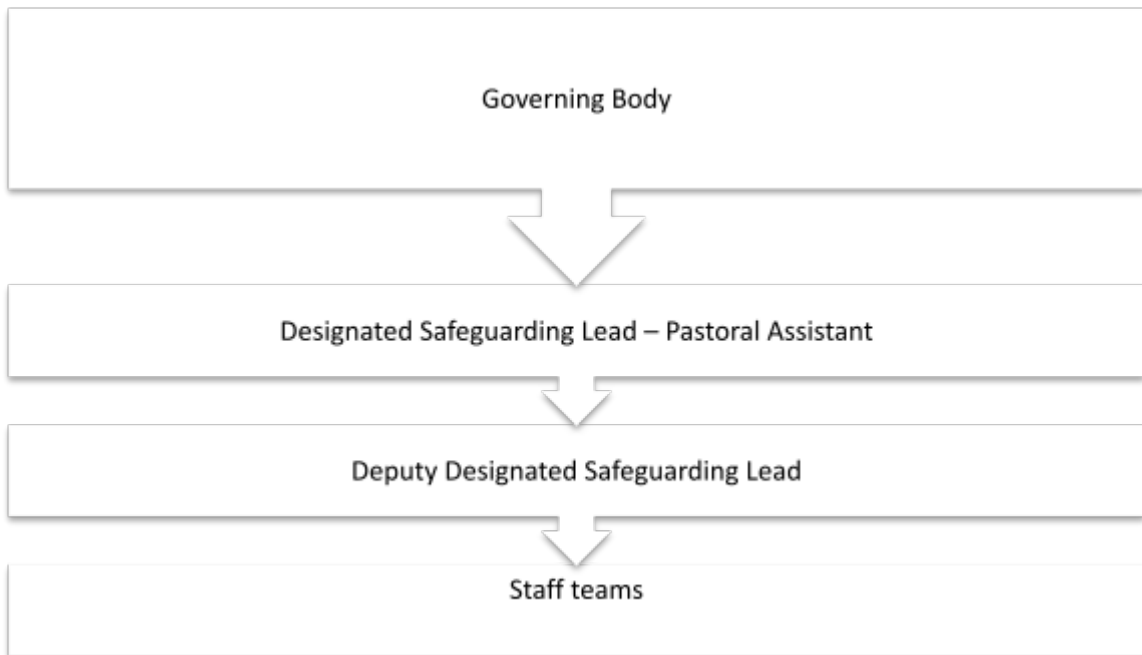 Governing Body
Designated Safeguarding Lead – Pastoral Assistant
Deputy Designated Safeguarding Lead
Staff teams